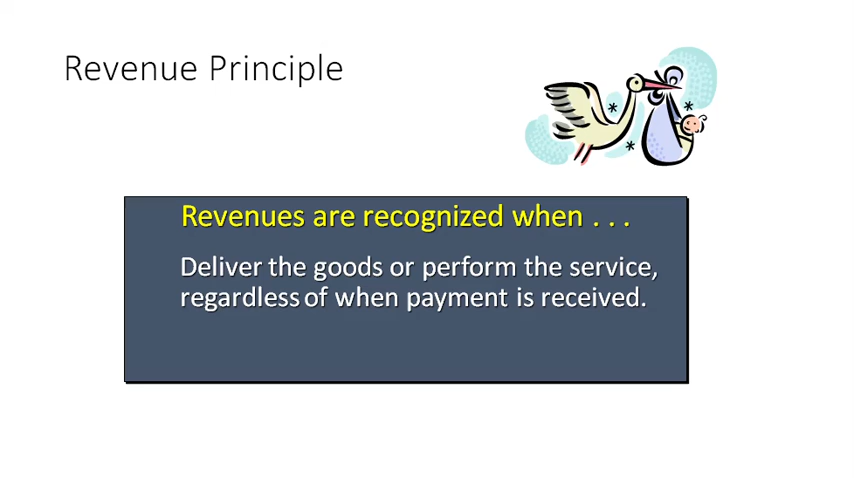 Revenue Principle
Revenues are recognized when . . .
Deliver the goods or perform the service,
regardless of when payment is received.